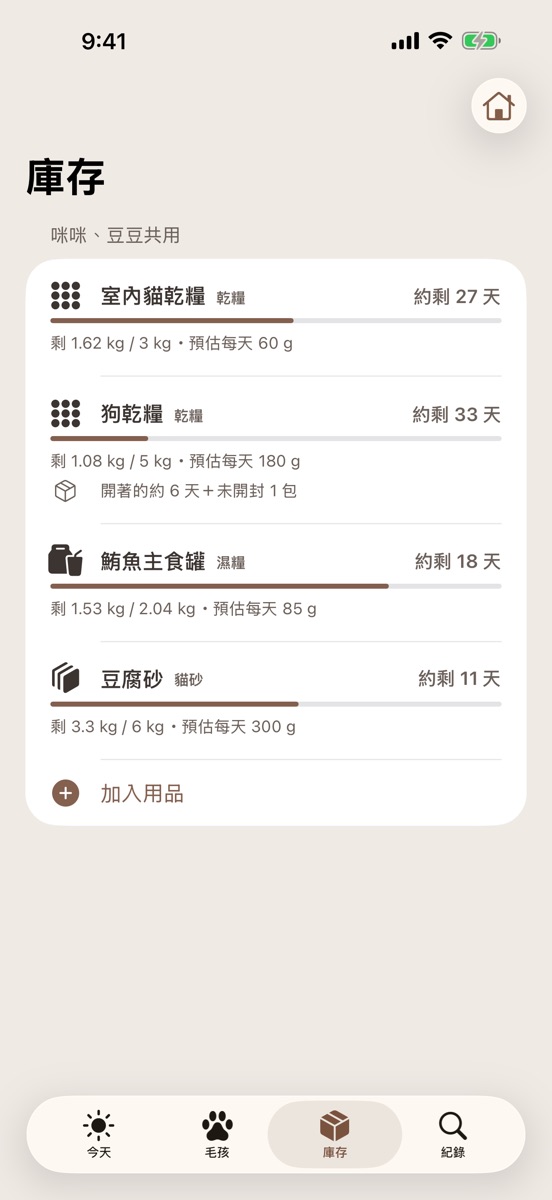 9:41
庫存
咪咪、豆豆共用
室內貓乾糧 乾糧 約剩 27 天
剩 1.62 kg / 3 kg・預估每天 60 g
狗乾糧 乾糧 約剩 33 天
剩 1.08 kg / 5 kg・預估每天 180 g
開著的約 6 天＋未開封 1 包
鮪魚主食罐 濕糧 約剩 18 天
剩 1.53 kg / 2.04 kg・預估每天 85 g
豆腐砂 貓砂 約剩 11 天
剩 3.3 kg / 6 kg・預估每天 300 g
加入用品
今天 毛孩 庫存 紀錄